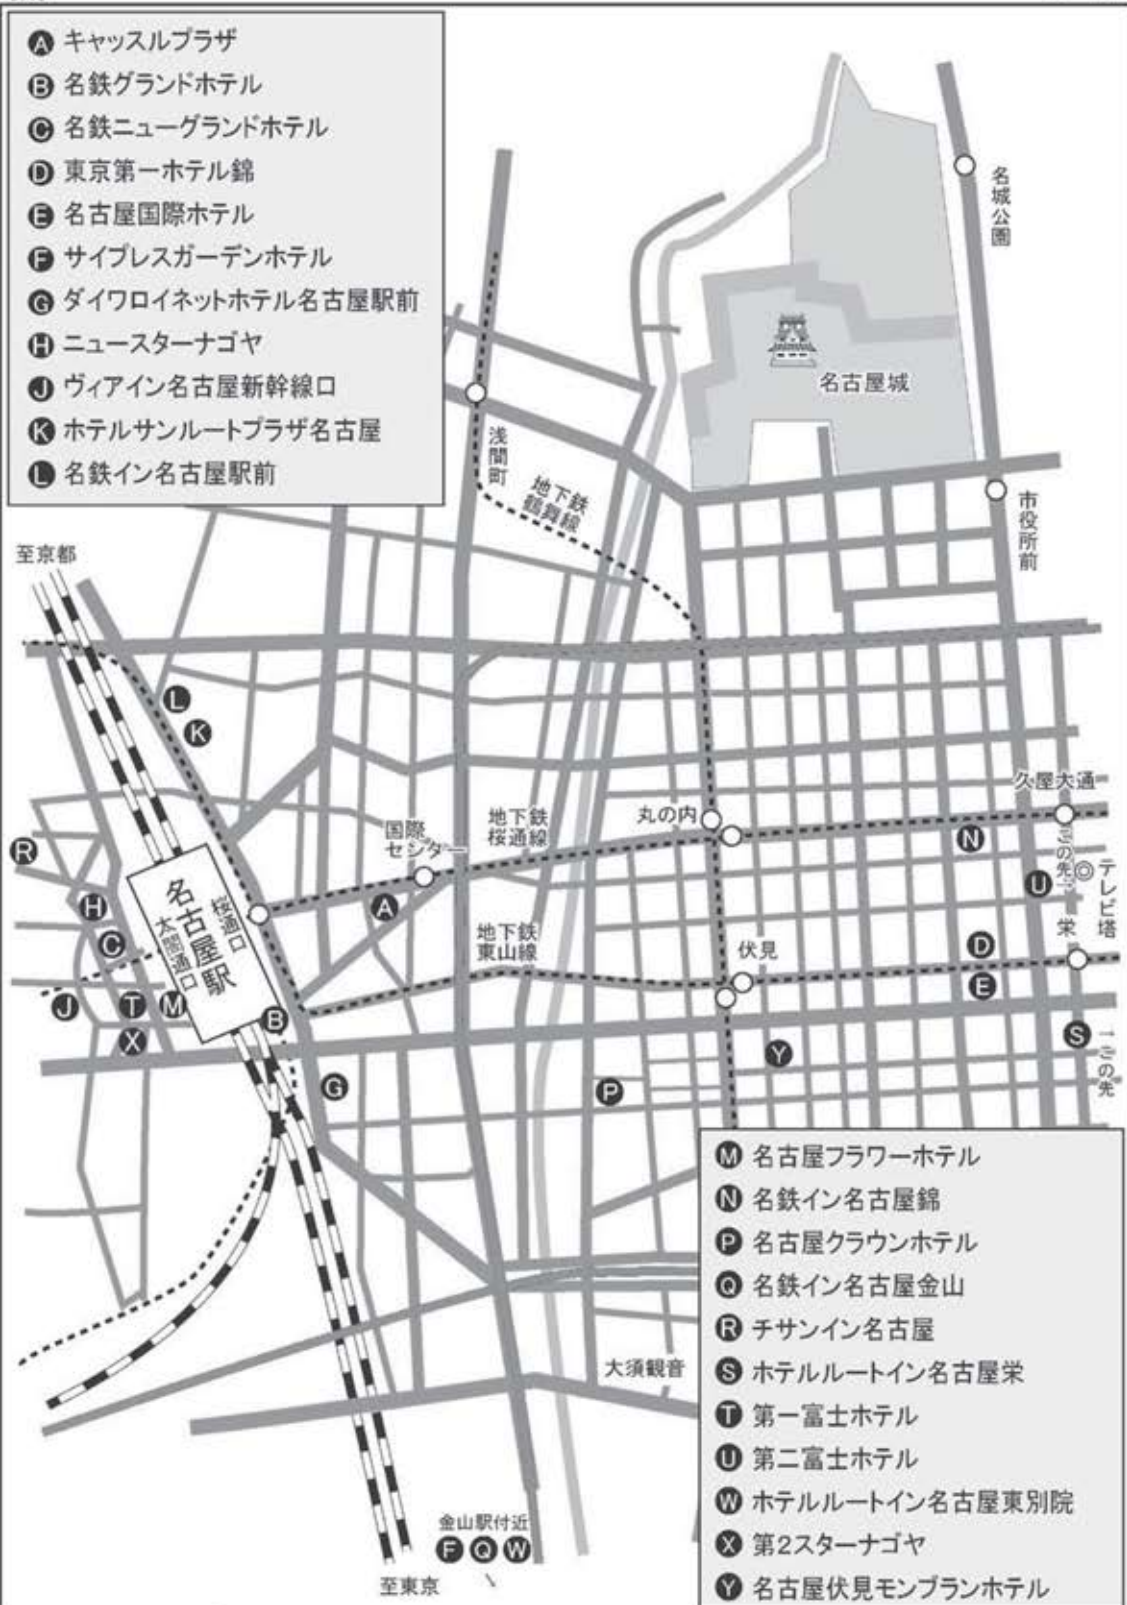 A キャッスルプラザ
B 名鉄グランドホテル
C 名鉄ニューグランドホテル
D 東京第一ホテル錦
E 名古屋国際ホテル
F サイプレスガーデンホテル
G ダイワロイネットホテル名古屋駅前
H ニュースターナゴヤ
J ヴィアイン名古屋新幹線口
K ホテルサンルートプラザ名古屋
L 名鉄イン名古屋駅前
名城公園
名古屋城
浅間町
地下鉄
鶴舞線
市役所前
至京都
L
K
久屋大通
丸の内
地下鉄
桜通線
国際
センター
この先→
N
R
U
テレビ塔
名古屋駅
桜通口
太閤通口
H
A
C
地下鉄
東山線
伏見
D
栄
E
J
T
M
B
X
S
←この先
Y
G
P
大須観音
M 名古屋フラワーホテル
N 名鉄イン名古屋錦
P 名古屋クラウンホテル
Q 名鉄イン名古屋金山
R チサンイン名古屋
S ホテルルートイン名古屋栄
T 第一富士ホテル
U 第二富士ホテル
W ホテルルートイン名古屋東別院
X 第2スターナゴヤ
Y 名古屋伏見モンブランホテル
金山駅付近
F Q W
至東京